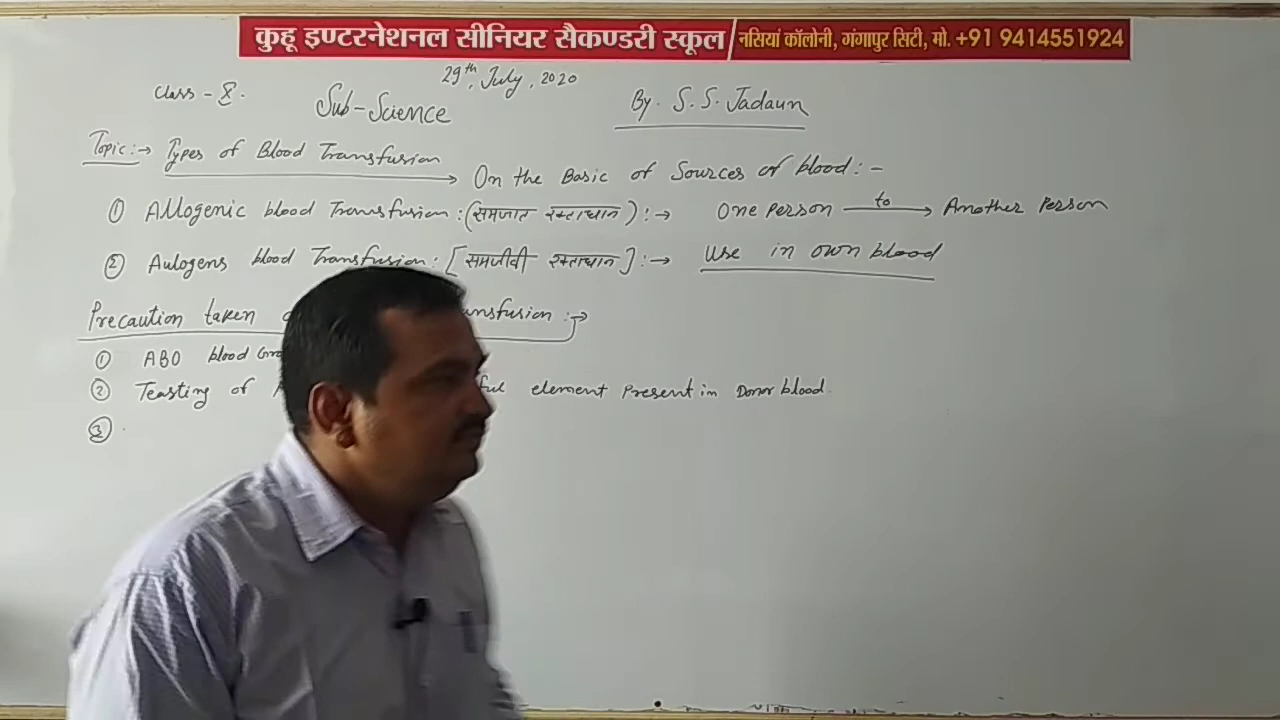 कुहू इण्टरनेशनल सीनियर सैकण्डरी स्कूल / नसियां कॉलोनी, गंगापुर सिटी, मो. +91 9414551924
29th, July, 2020
Class - X.
Sub-Science
By. S. S. Jadaun
Topic:→ Types of Blood Transfusion
On the Basic of Sources of blood:-
① Allogenic blood Transfusion: (समजात रक्ताधान):→ One Person to→ Another Person
② Aulogens blood Transfusion: [समजीवी रक्ताधान]:→ Use in own blood
Precaution taken nsfusion:→
① ABO blood
② Teasting of element Present in Donor blood.
③